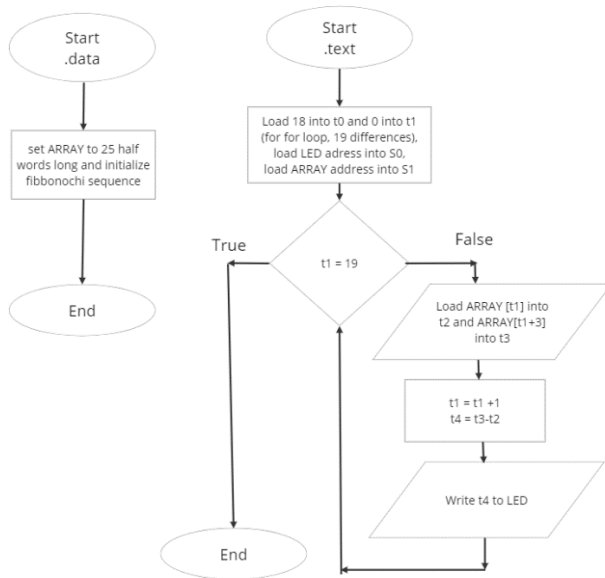 Start
.data
set ARRAY to 25 half
words long and initialize
fibbonochi sequence
End
Start
.text
Load 18 into t0 and 0 into t1
(for for loop, 19 differences),
load LED adress into S0,
load ARRAY address into S1
True
t1 = 19
False
Load ARRAY [t1] into
t2 and ARRAY[t1+3]
into t3
t1 = t1 +1
t4 = t3-t2
Write t4 to LED
End